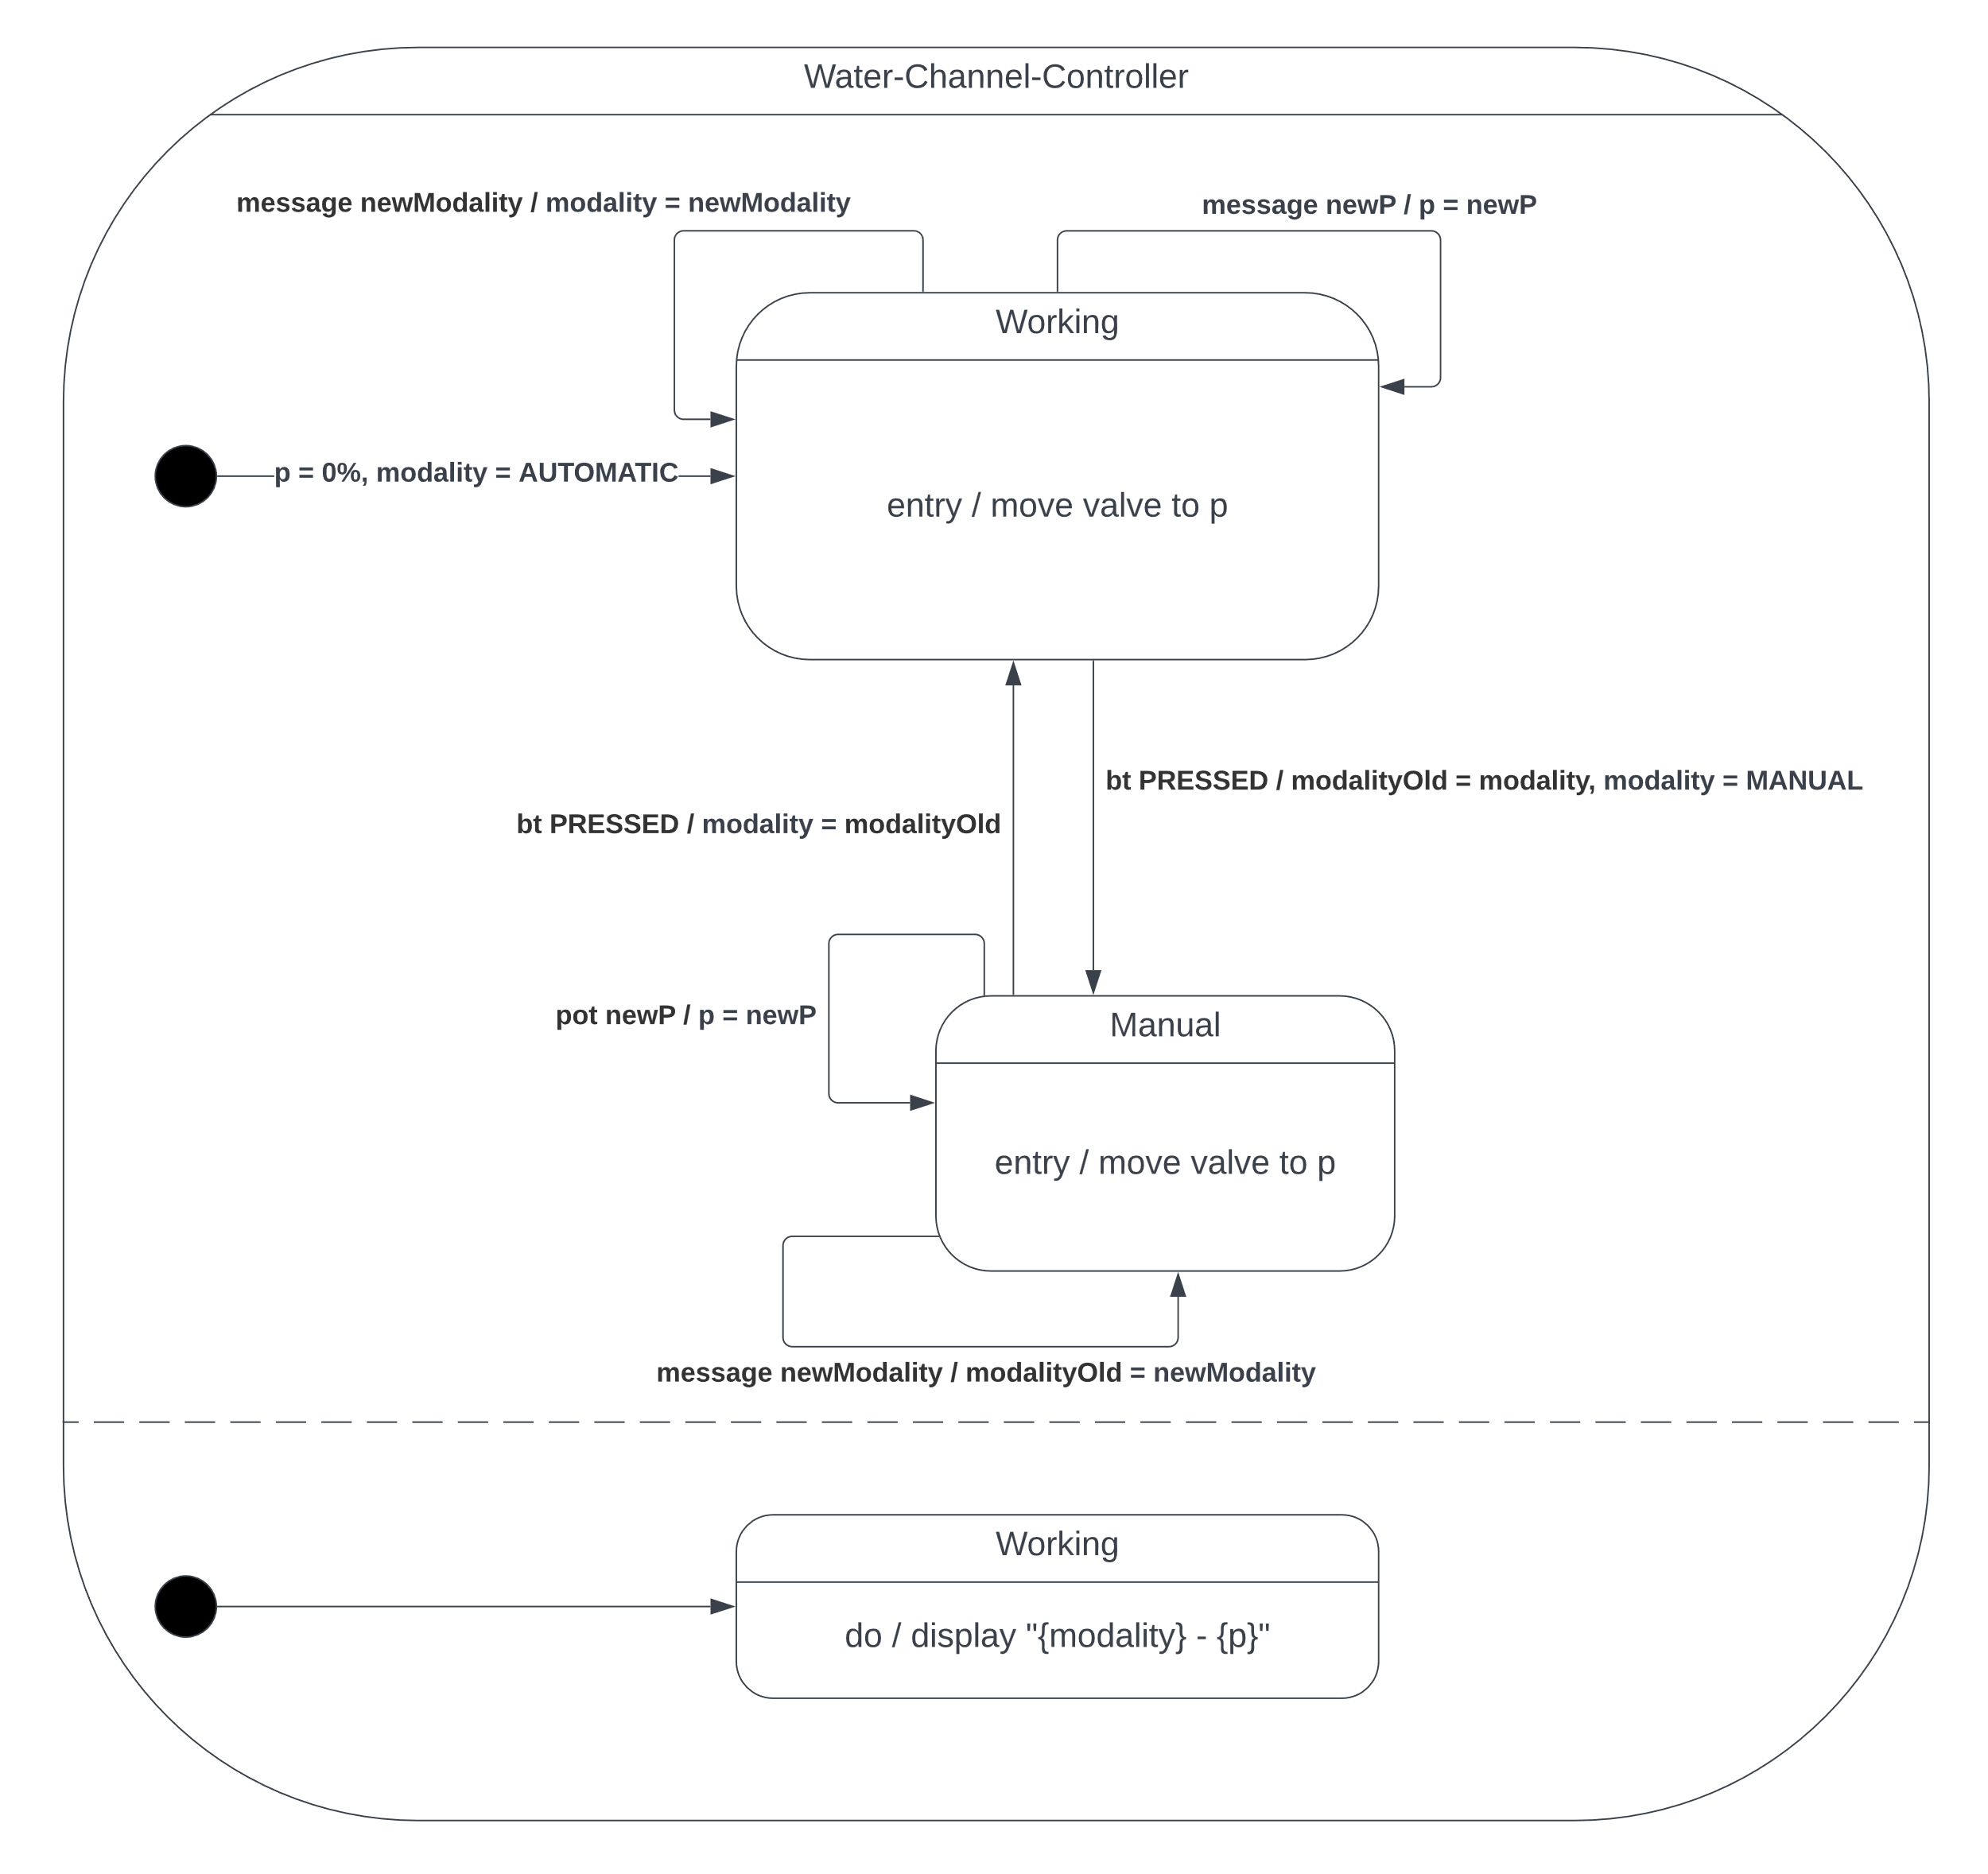 Water-Channel-Controller
message newModality / modality = newModality
message newP / p = newP
Working
p = 0%, modality = AUTOMATIC
entry / move valve to p
bt PRESSED / modalityOld = modality, modality = MANUAL
bt PRESSED / modality = modalityOld
pot newP / p = newP
Manual
entry / move valve to p
message newModality / modalityOld = newModality
Working
do / display "{modality} - {p}"